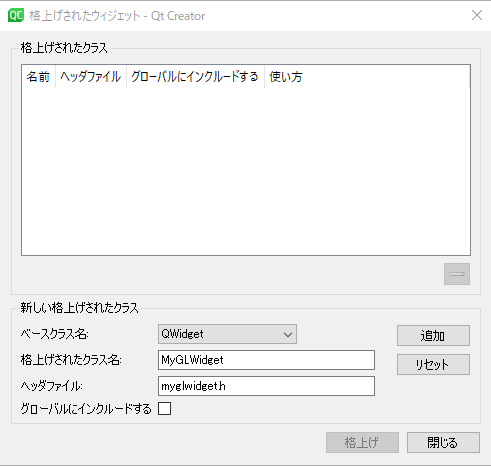 QC 格上げされたウィジェット - Qt Creator
格上げされたクラス
名前 ヘッダファイル グローバルにインクルードする 使い方
新しい格上げされたクラス
ベースクラス名: QWidget 追加
格上げされたクラス名: MyGLWidget
リセット
ヘッダファイル: myglwidget.h
グローバルにインクルードする
格上げ 閉じる